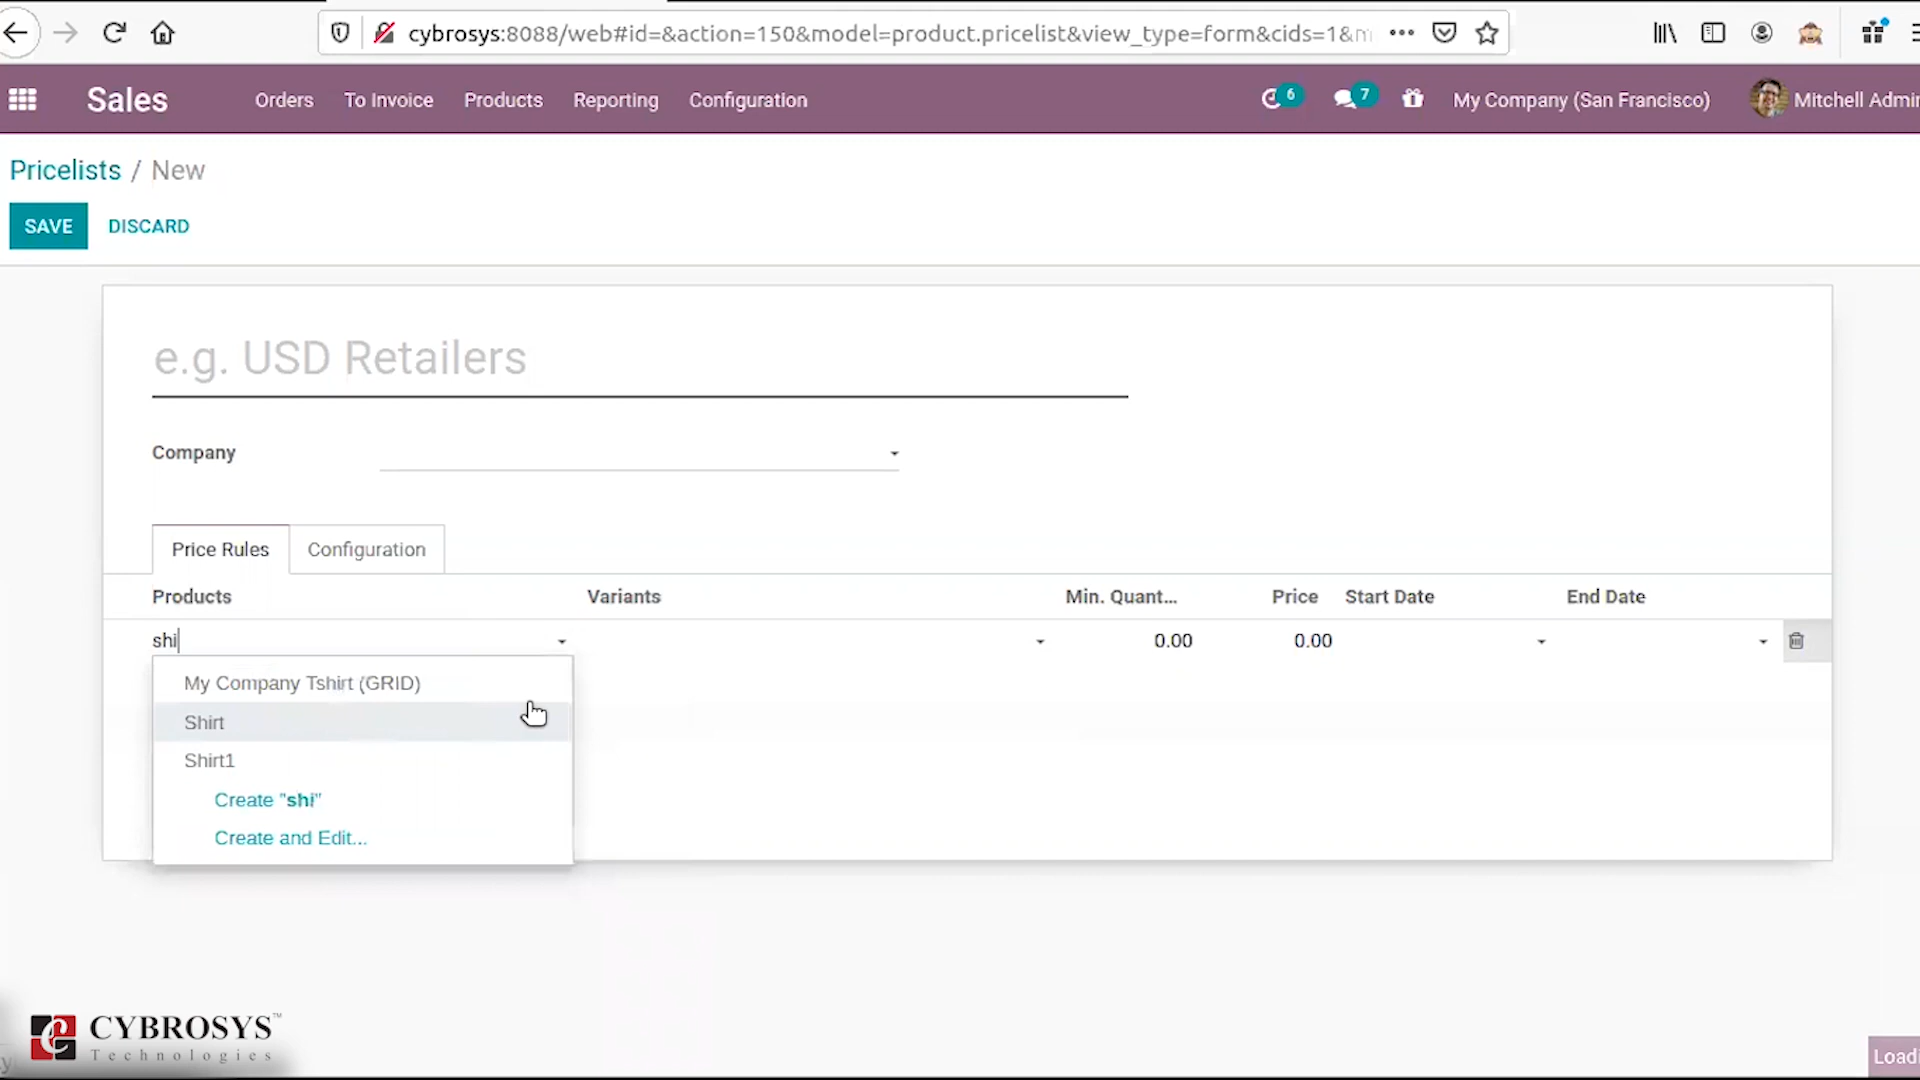 cybrosys:8088/web#id=&action=150&model=product.pricelist&view_type=form&cids=1&m
Sales Orders To Invoice Products Reporting Configuration 6 7 My Company (San Francisco) Mitchell Admin
Pricelists / New
SAVE DISCARD
e.g. USD Retailers
Company
Price Rules Configuration
Products Variants Min. Quant... Price Start Date End Date
shi 0.00 0.00
My Company Tshirt (GRID)
Shirt
Shirt1
Create "shi"
Create and Edit...
CYBROSYS™
Technologies
Loadi